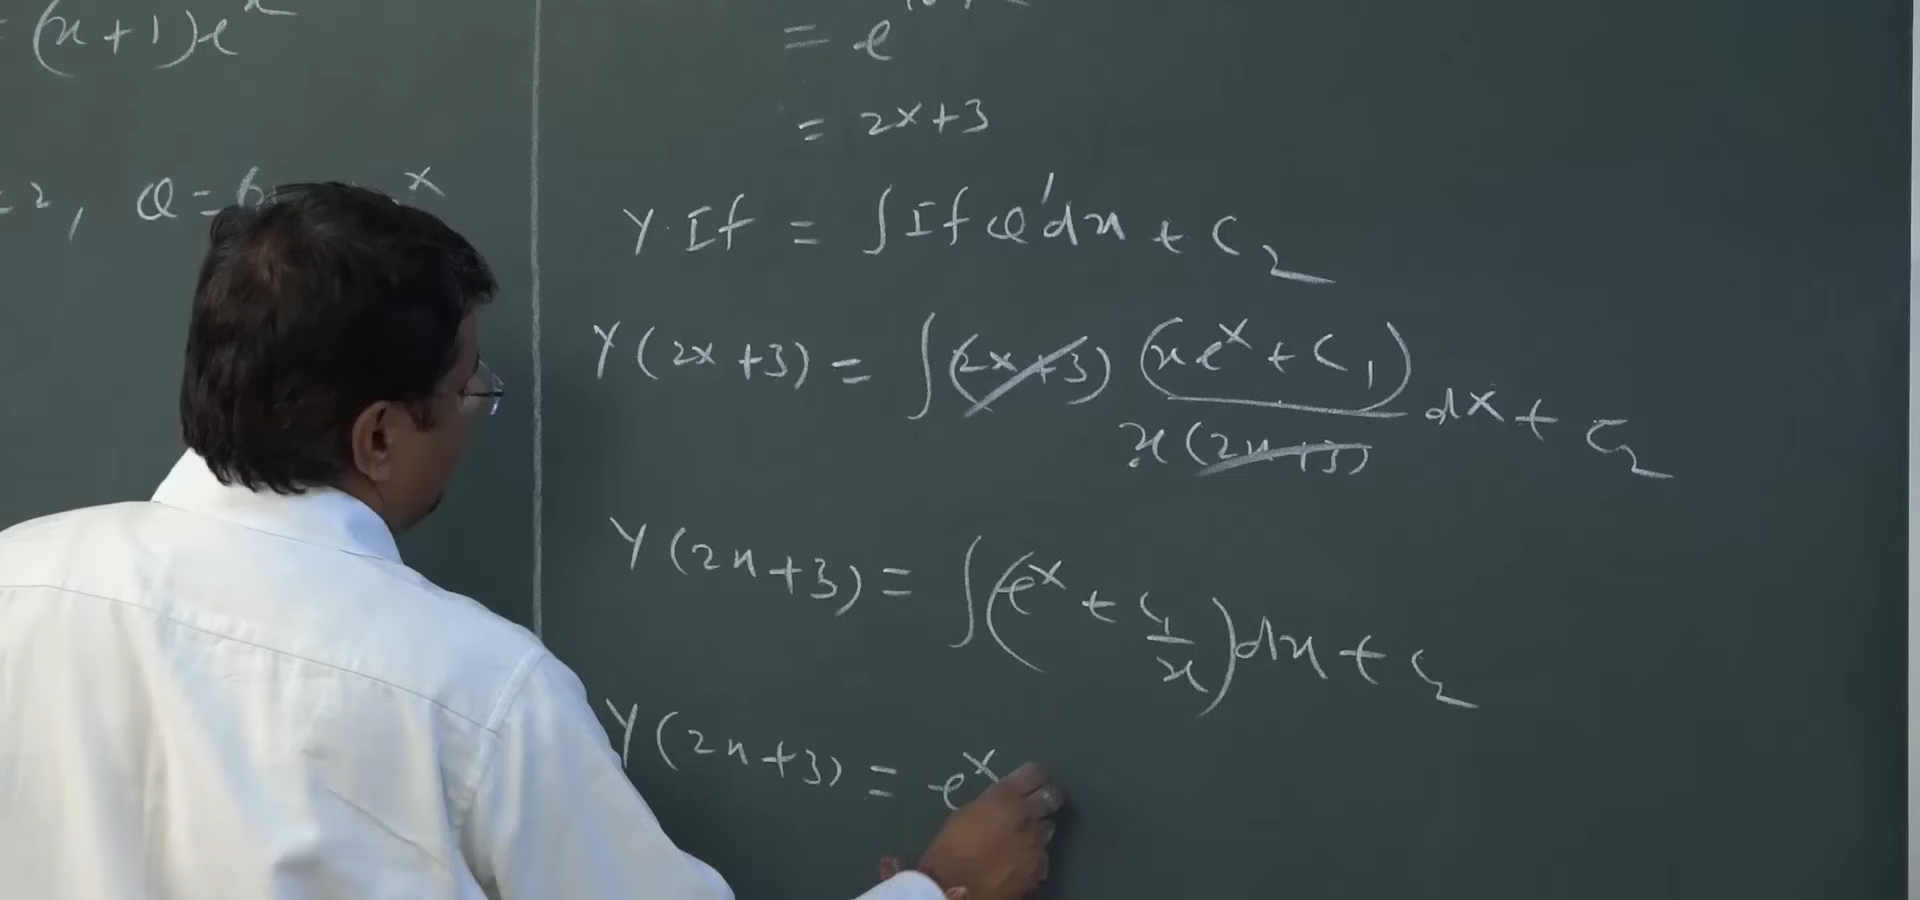 = (x+1)e^x
=2, Q=6 x
= e
= 2x+3
Y.If = ∫If Q'dx + C₂
Y(2x+3) = ∫(2x+3) (xe^x + C₁)/x(2x+3) dx + C₂
Y(2x+3) = ∫(e^x + C₁/x)dx + C₂
Y(2x+3) = e^x